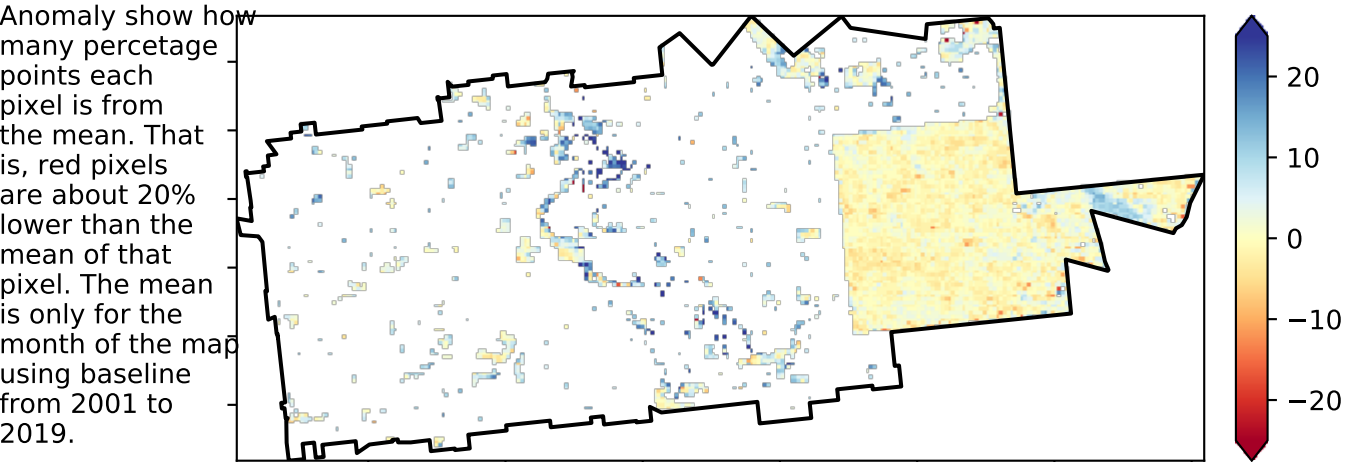 Anomaly show how
many percetage
points each
pixel is from
the mean. That
is, red pixels
are about 20%
lower than the
mean of that
pixel. The mean
is only for the
month of the map
using baseline
from 2001 to
2019.
20
10
0
−10
−20